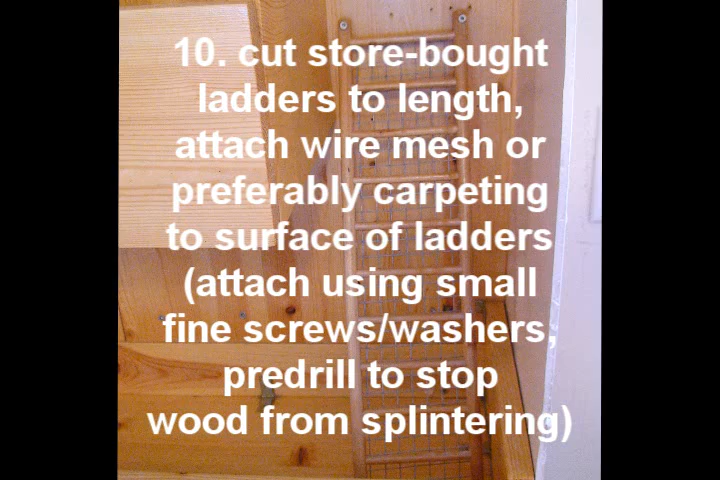 10. cut store-bought
ladders to length,
attach wire mesh or
preferably carpeting
to surface of ladders
(attach using small
fine screws/washers,
predrill to stop
wood from splintering)